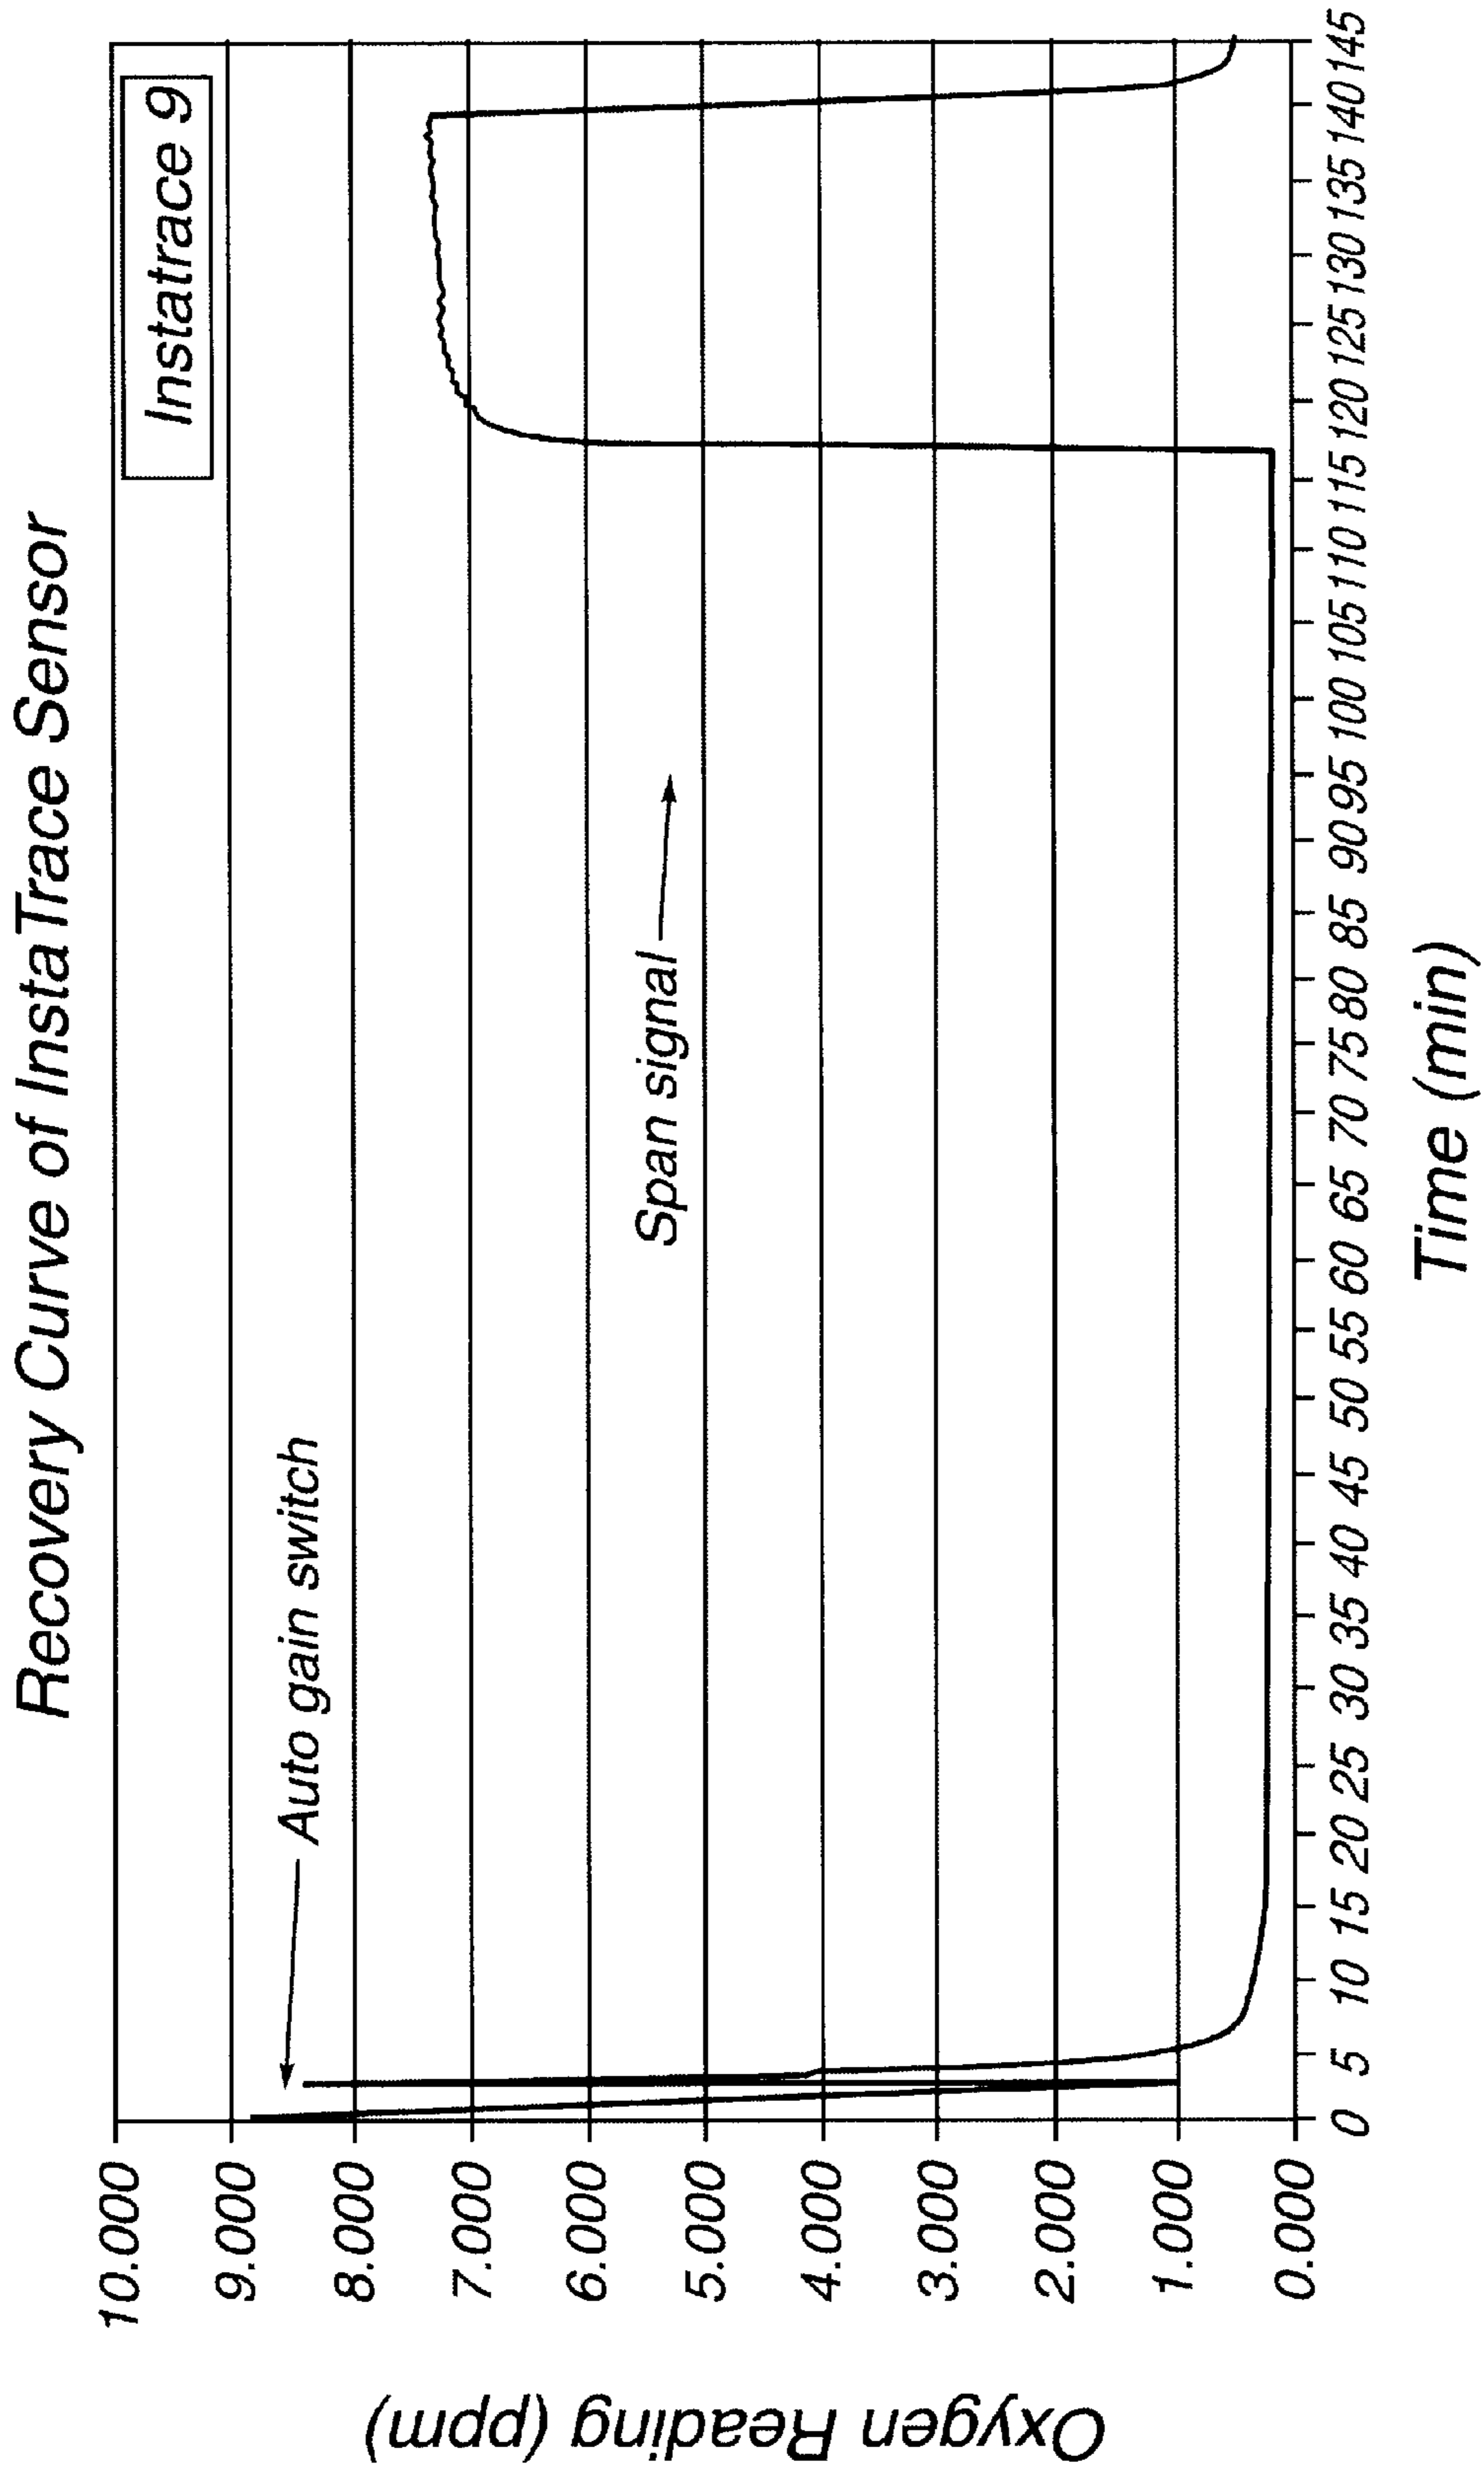 Recovery Curve of InstaTrace Sensor
Instatrace 9
Auto gain switch
Span signal
Oxygen Reading (ppm)
10.000
9.000
8.000
7.000
6.000
5.000
4.000
3.000
2.000
1.000
0.000
0 5 10 15 20 25 30 35 40 45 50 55 60 65 70 75 80 85 90 95 100 105 110 115 120 125 130 135 140 145
Time (min)